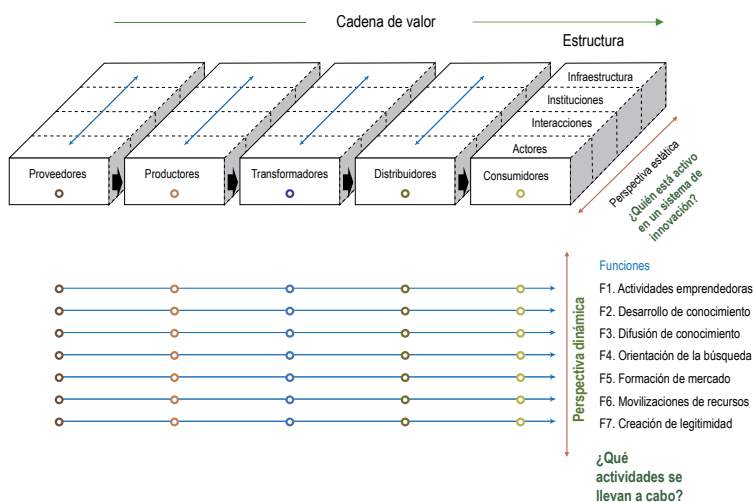 Cadena de valor
Estructura
Infraestructura
Instituciones
Interacciones
Actores
Proveedores
Productores
Transformadores
Distribuidores
Consumidores
Perspectiva estática
¿Quién está activo
en un sistema de
innovación?
Perspectiva dinámica
Funciones
F1. Actividades emprendedoras
F2. Desarrollo de conocimiento
F3. Difusión de conocimiento
F4. Orientación de la búsqueda
F5. Formación de mercado
F6. Movilizaciones de recursos
F7. Creación de legitimidad
¿Qué
actividades se
llevan a cabo?